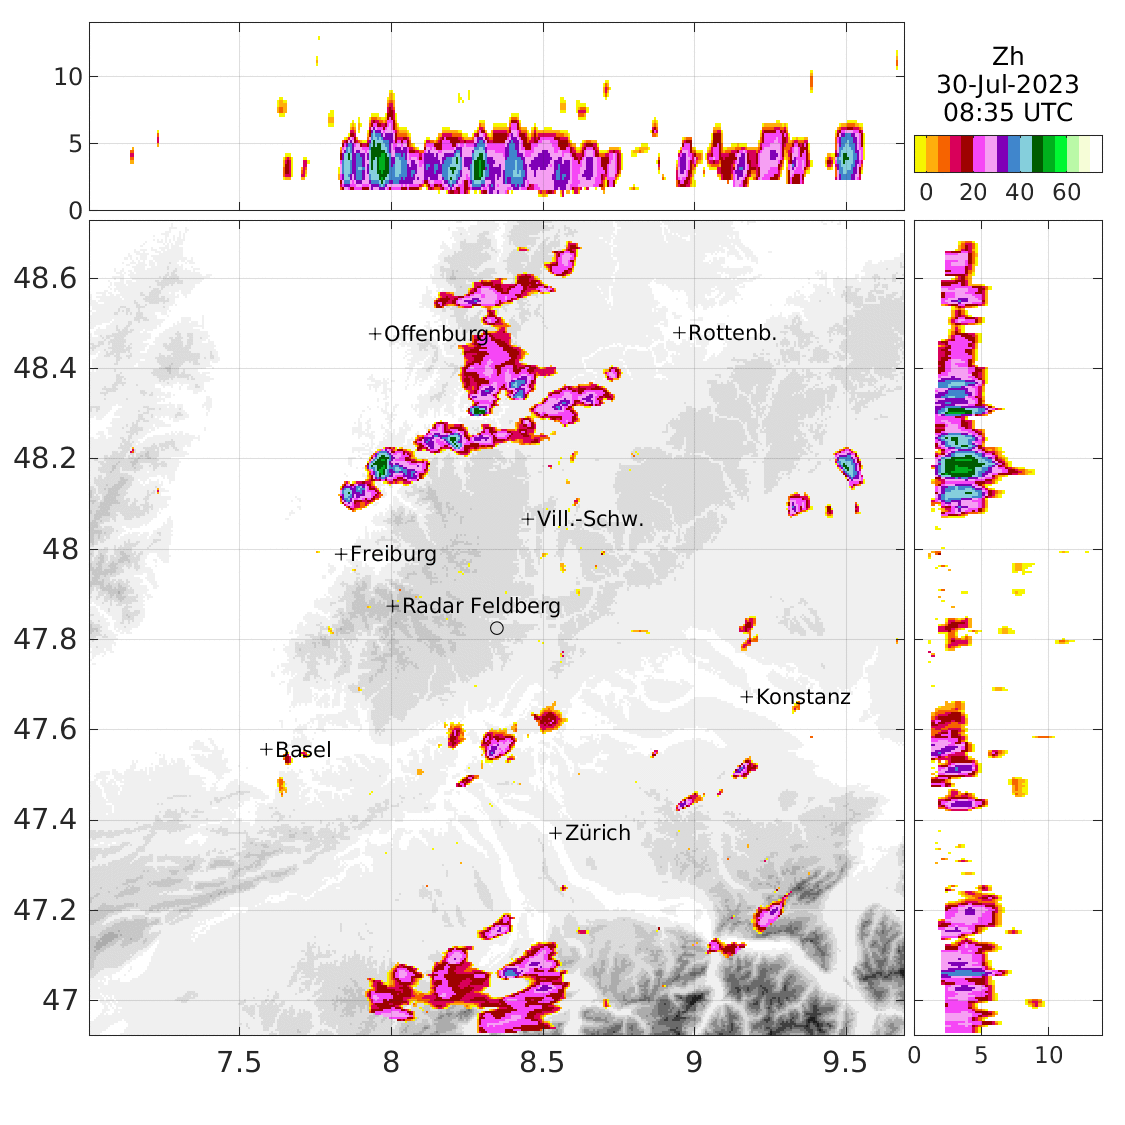 Zh
30-Jul-2023
08:35 UTC
0 20 40 60
10
5
0
48.6
48.4
48.2
48
47.8
47.6
47.4
47.2
47
+Offenburg
+Rottenb.
+Vill.-Schw.
+Freiburg
+Radar Feldberg
+Konstanz
+Basel
+Zürich
7.5 8 8.5 9 9.5
0 5 10